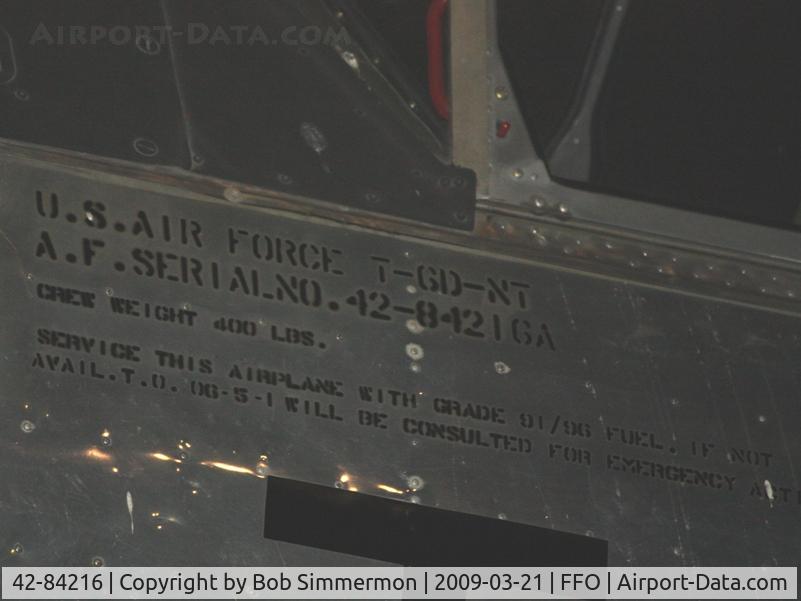 AIRPORT-DATA.COM
U.S.AIR FORCE T-6D-NT
A.F.SERIALNO.42-84216A
CREW WEIGHT 400 LBS.
SERVICE THIS AIRPLANE WITH GRADE 91/96 FUEL. IF NOT
AVAIL.T.O. 06-5-1 WILL BE CONSULTED FOR EMERGENCY ACTI
42-84216 | Copyright by Bob Simmermon | 2009-03-21 | FFO | Airport-Data.com